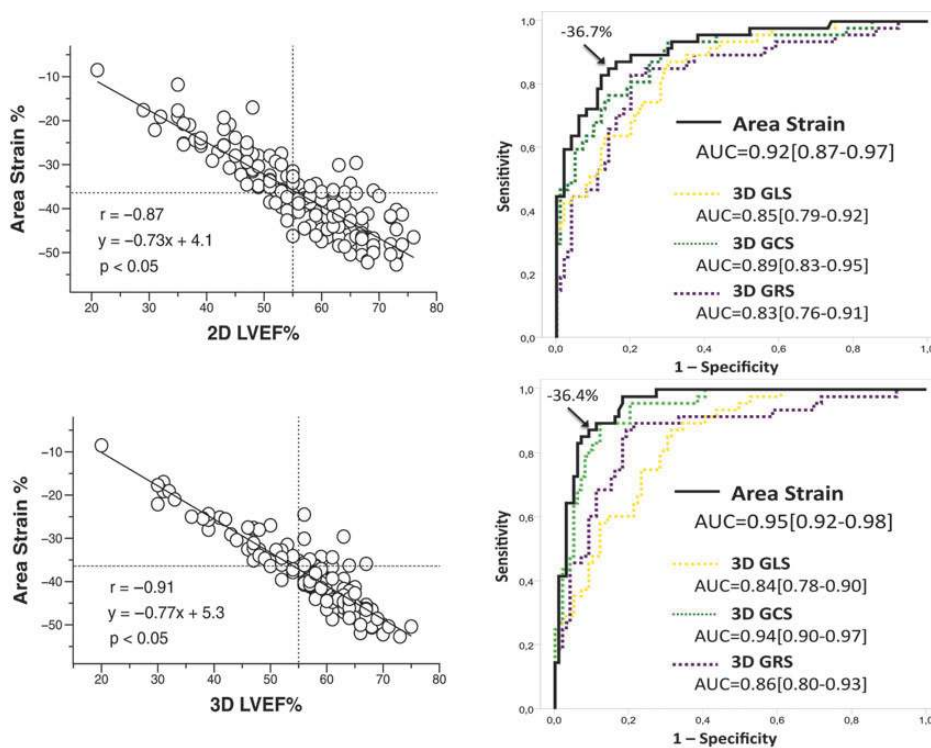 Area Strain %
−10
−20
−30
−40
−50
r = −0.87
y = −0.73x + 4.1
p < 0.05
20
30
40
50
60
70
80
2D LVEF%
Sensitivity
1,0
0,8
0,6
0,4
0,2
0,0
-36.7%
Area Strain
AUC=0.92[0.87-0.97]
3D GLS
AUC=0.85[0.79-0.92]
3D GCS
AUC=0.89[0.83-0.95]
3D GRS
AUC=0.83[0.76-0.91]
0,0
0,2
0,4
0,6
0,8
1,0
1 – Specificity
Area Strain %
−10
−20
−30
−40
−50
r = −0.91
y = −0.77x + 5.3
p < 0.05
20
30
40
50
60
70
80
3D LVEF%
Sensitivity
1,0
0,8
0,6
0,4
0,2
0,0
-36.4%
Area Strain
AUC=0.95[0.92-0.98]
3D GLS
AUC=0.84[0.78-0.90]
3D GCS
AUC=0.94[0.90-0.97]
3D GRS
AUC=0.86[0.80-0.93]
0,0
0,2
0,4
0,6
0,8
1,0
1 – Specificity